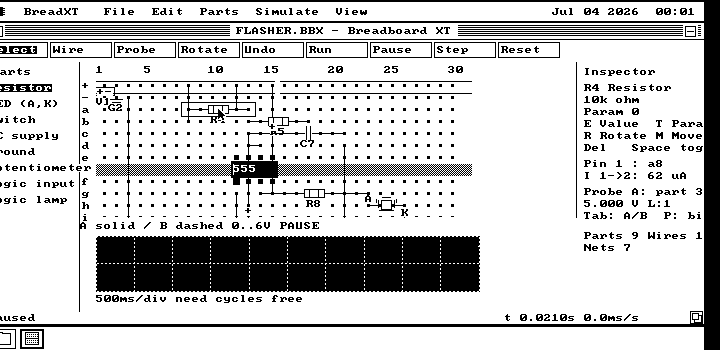 BreadXT File Edit Parts Simulate View Jul 04 2026 00:01
FLASHER.BBX - Breadboard XT
elect Wire Probe Rotate Undo Run Pause Step Reset
arts
esistor
ED (A,K)
witch
C supply
round
otentiometer
ogic input
ogic lamp
1 5 10 15 20 25 30
+
-
a
b
c
d
e
f
g
h
i
V1
G2
R4
R5
C7
555
R8
A
K
+
A solid / B dashed 0..6V PAUSE
500ms/div need cycles free
Inspector
R4 Resistor
10k ohm
Param 0
E Value T Para
R Rotate M Move
Del Space tog
Pin 1 : a8
I 1->2: 62 uA
Probe A: part 3
5.000 V L:1
Tab: A/B P: bi
Parts 9 Wires 1
Nets 7
aused
t 0.0210s 0.0ms/s